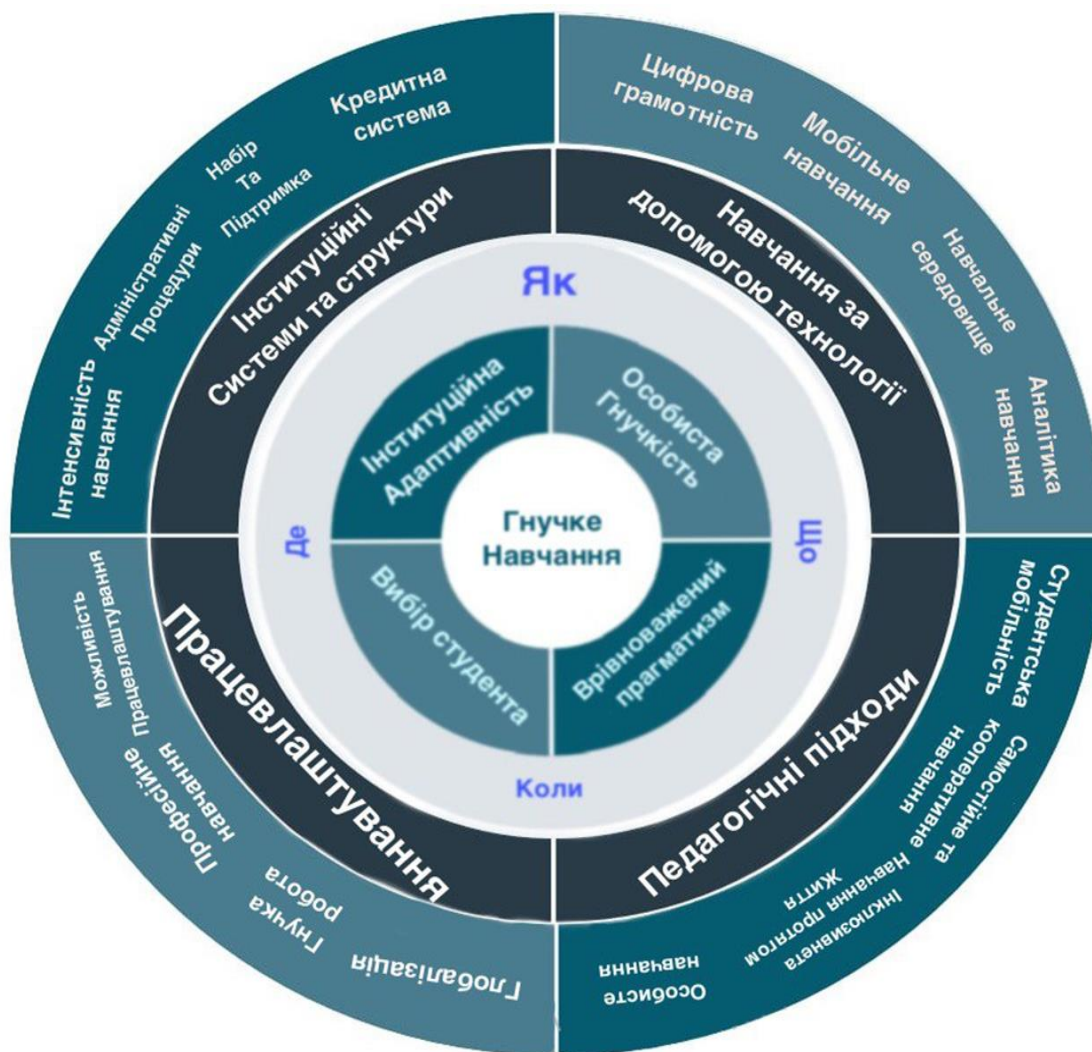 Кредитна
система
Набір
Та
Підтримка
Адміністративні
Процедури
Інтенсивність
навчання
Цифрова
грамотність
Мобільне
навчання
Навчальне
середовище
Аналітика
навчання
Інституційні
Системи та структури
Навчання за
допомогою технології
Як
Інституційна
Адаптивність
Особиста
Гнучкість
Гнучке
Навчання
Де
Що
Вибір студента
Врівноважений
прагматизм
Коли
Працевлаштування
Педагогічні підходи
Можливість
Працевлаштування
Професійне
навчання
Гнучка
робота
Глобалізація
Студентська
мобільність
Самостійне та
кооперативне
навчання
Інклюзивнета
Навчання протягом
Життя
Особисте
навчання